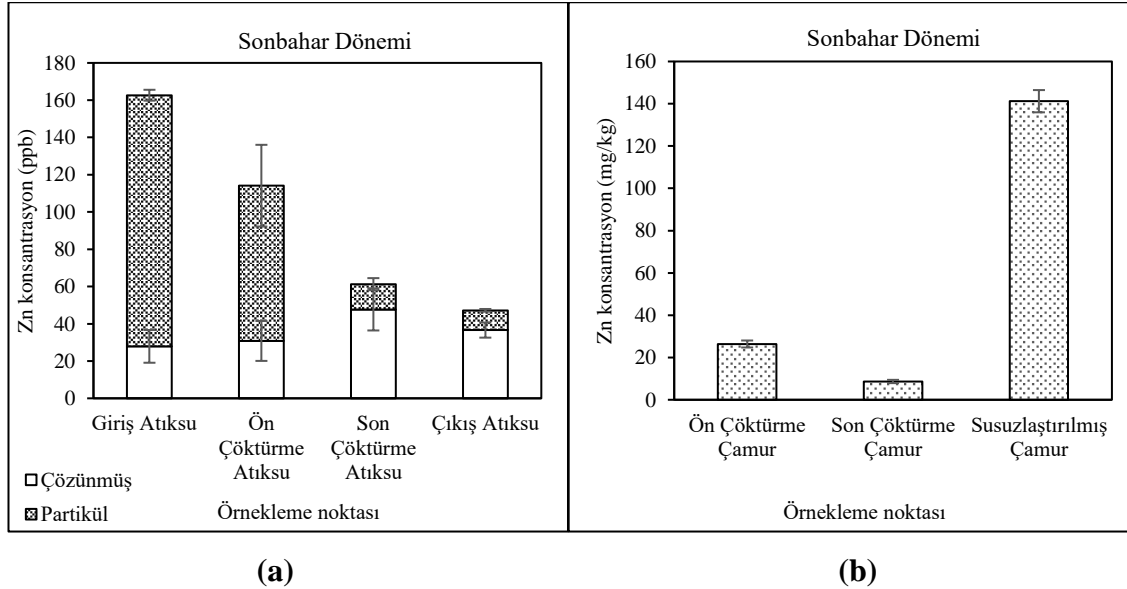 Sonbahar Dönemi
Zn konsantrasyon (ppb)
180
160
140
120
100
80
60
40
20
0
Giriş Atıksu
Ön
Çöktürme
Atıksu
Son
Çöktürme
Atıksu
Çıkış Atıksu
Çözünmüş
Partikül
Örnekleme noktası
(a)
Sonbahar Dönemi
Zn konsantrasyon (mg/kg)
160
140
120
100
80
60
40
20
0
Ön Çöktürme
Çamur
Son Çöktürme
Çamur
Susuzlaştırılmış
Çamur
Örnekleme noktası
(b)